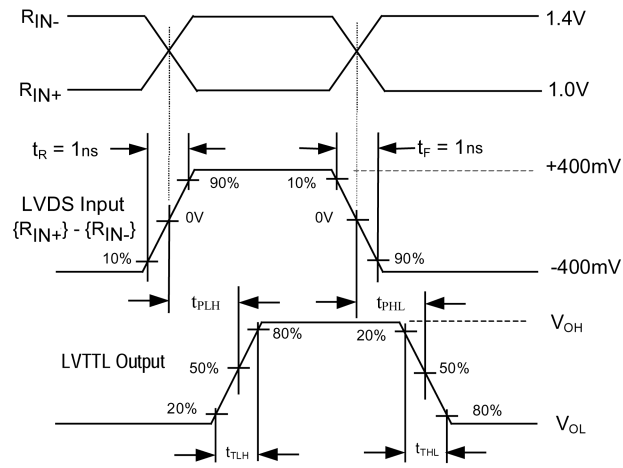 RIN- 1.4V
RIN+ 1.0V
tR = 1ns tF = 1ns
+400mV
90% 10%
LVDS Input
{RIN+} - {RIN-}
0V 0V
10% 90%
-400mV
tPLH tPHL
VOH
80% 20%
LVTTL Output
50% 50%
20% 80%
VOL
tTLH tTHL